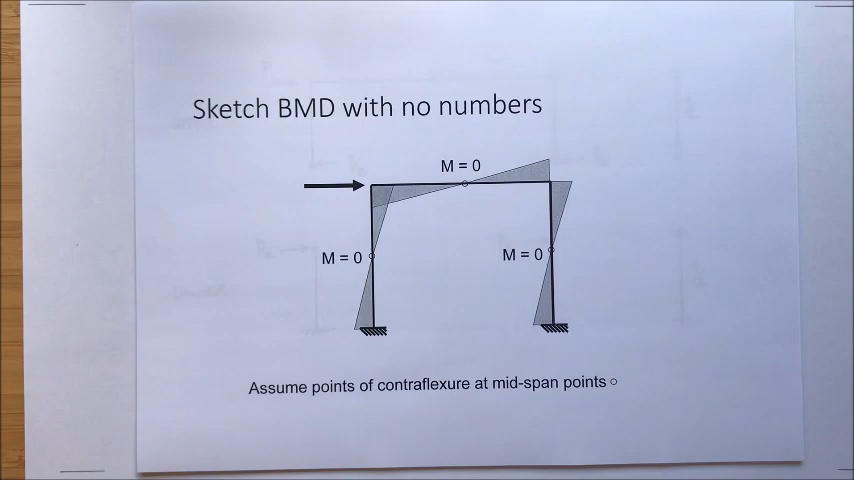 Sketch BMD with no numbers
M = 0
M = 0
M = 0
Assume points of contraflexure at mid-span points